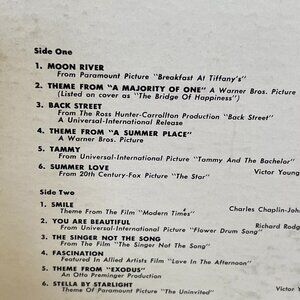 Side One
1. MOON RIVER
From Paramount Picture "Breakfast At Tiffany's"
2. THEME FROM "A MAJORITY OF ONE" A Warner Bros. Picture
(Listed on cover as "The Bridge Of Happiness")
3. BACK STREET
From The Ross Hunter-Carrollton Production "Back Street"
A Universal-International Release
4. THEME FROM "A SUMMER PLACE"
A Warner Bros. Picture
5. TAMMY
From Universal-International Picture "Tammy And The Bachelor"
6. SUMMER LOVE Victor Young
From 20th Century-Fox Picture "The Star"
Side Two
1. SMILE Charles Chaplin-John
Theme From The Film "Modern Times"
2. YOU ARE BEAUTIFUL Richard Rodg
From Universal-International Picture "Flower Drum Song"
3. THE SINGER NOT THE SONG
From The Film "The Singer Not The Song"
4. FASCINATION
Featured In Allied Artists Film "Love In The Afternoon"
5. THEME FROM "EXODUS"
An Otto Preminger Production
6. STELLA BY STARLIGHT Victor Y
Theme Of Paramount Picture "The Uninvited"